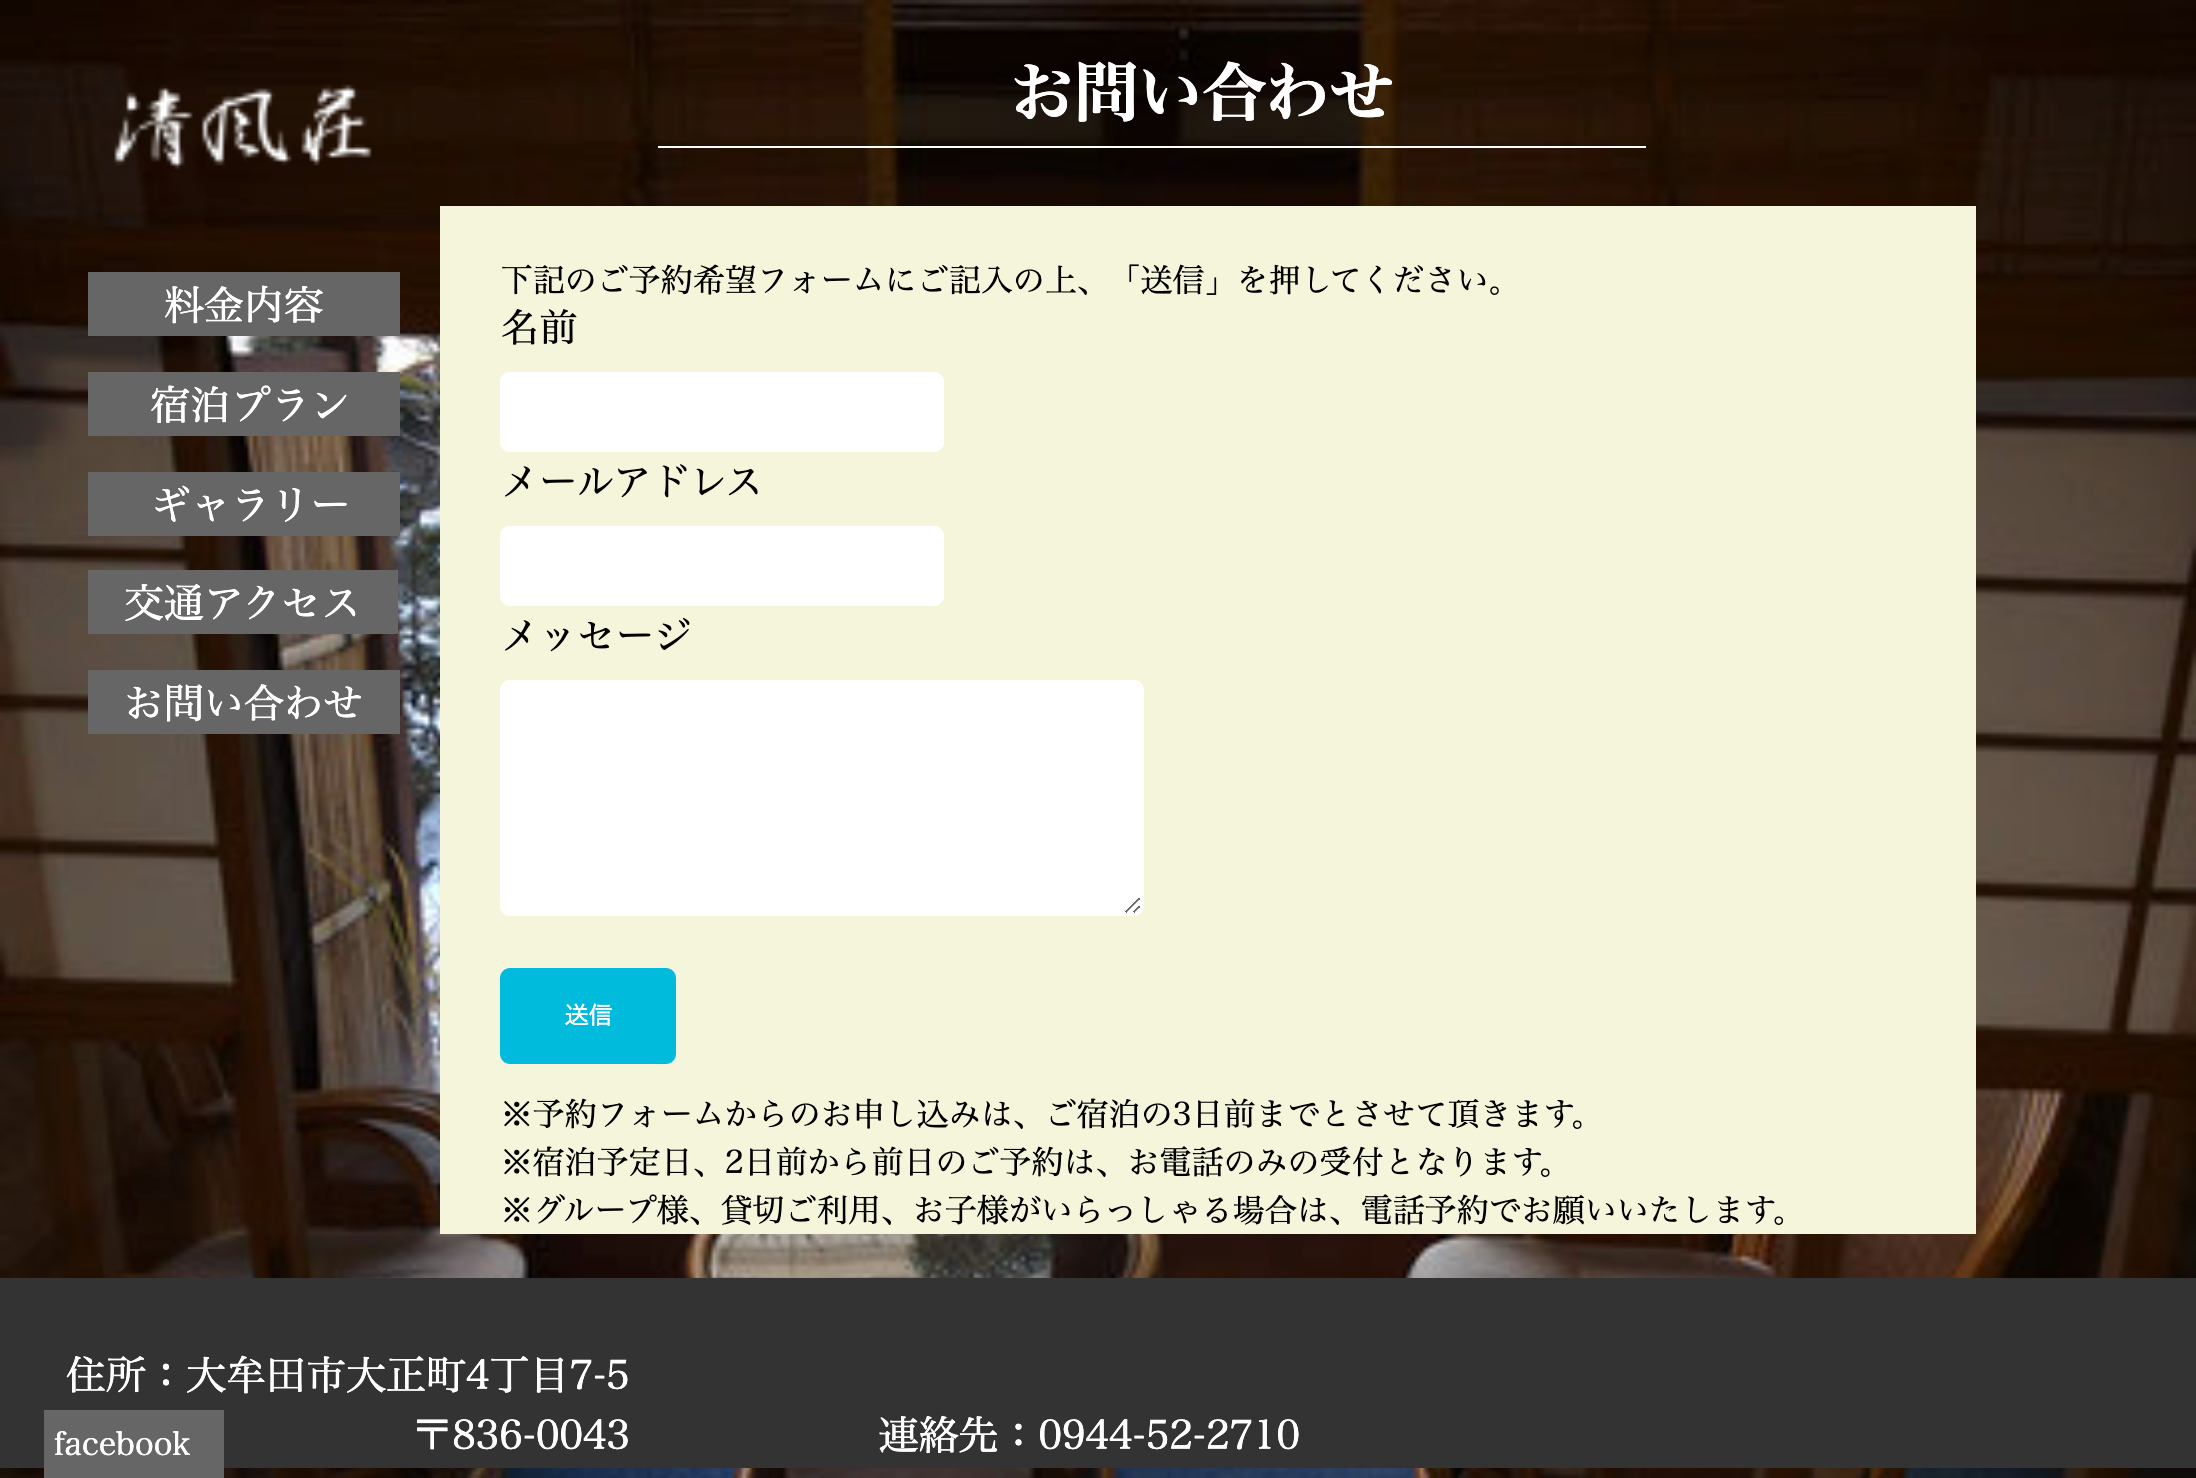 清風荘
お問い合わせ
料金内容
宿泊プラン
ギャラリー
交通アクセス
お問い合わせ
下記のご予約希望フォームにご記入の上、「送信」を押してください。
名前
メールアドレス
メッセージ
送信
※予約フォームからのお申し込みは、ご宿泊の3日前までとさせて頂きます。
※宿泊予定日、2日前から前日のご予約は、お電話のみの受付となります。
※グループ様、貸切ご利用、お子様がいらっしゃる場合は、電話予約でお願いいたします。
住所：大牟田市大正町4丁目7-5
〒836-0043
連絡先：0944-52-2710
facebook